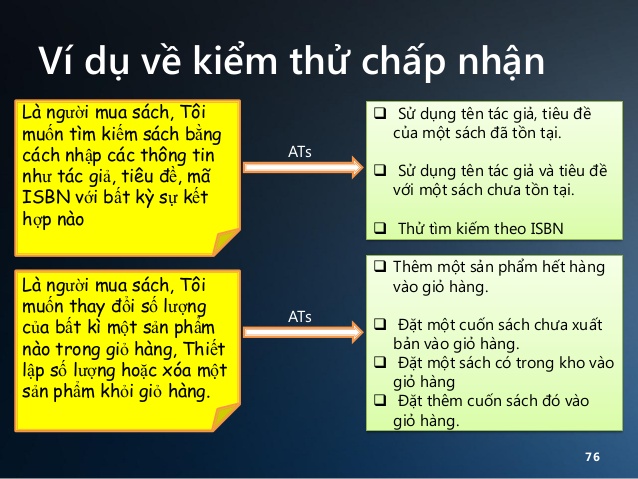 Ví dụ về kiểm thử chấp nhận
Là người mua sách, Tôi
muốn tìm kiếm sách bằng
cách nhập các thông tin
như tác giả, tiêu đề, mã
ISBN với bất kỳ sự kết
hợp nào
ATs
Sử dụng tên tác giả, tiêu đề
của một sách đã tồn tại.
Sử dụng tên tác giả và tiêu đề
với một sách chưa tồn tại.
Thử tìm kiếm theo ISBN
Là người mua sách, Tôi
muốn thay đổi số lượng
của bất kì một sản phẩm
nào trong giỏ hàng, Thiết
lập số lượng hoặc xóa một
sản phẩm khỏi giỏ hàng.
ATs
Thêm một sản phẩm hết hàng
vào giỏ hàng.
Đặt một cuốn sách chưa xuất
bản vào giỏ hàng.
Đặt một sách có trong kho vào
giỏ hàng
Đặt thêm cuốn sách đó vào
giỏ hàng.
76